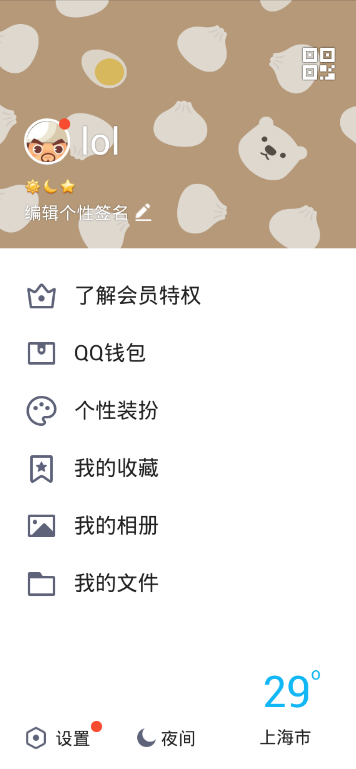 lol
编辑个性签名
了解会员特权
QQ钱包
个性装扮
我的收藏
我的相册
我的文件
29°
设置
夜间
上海市